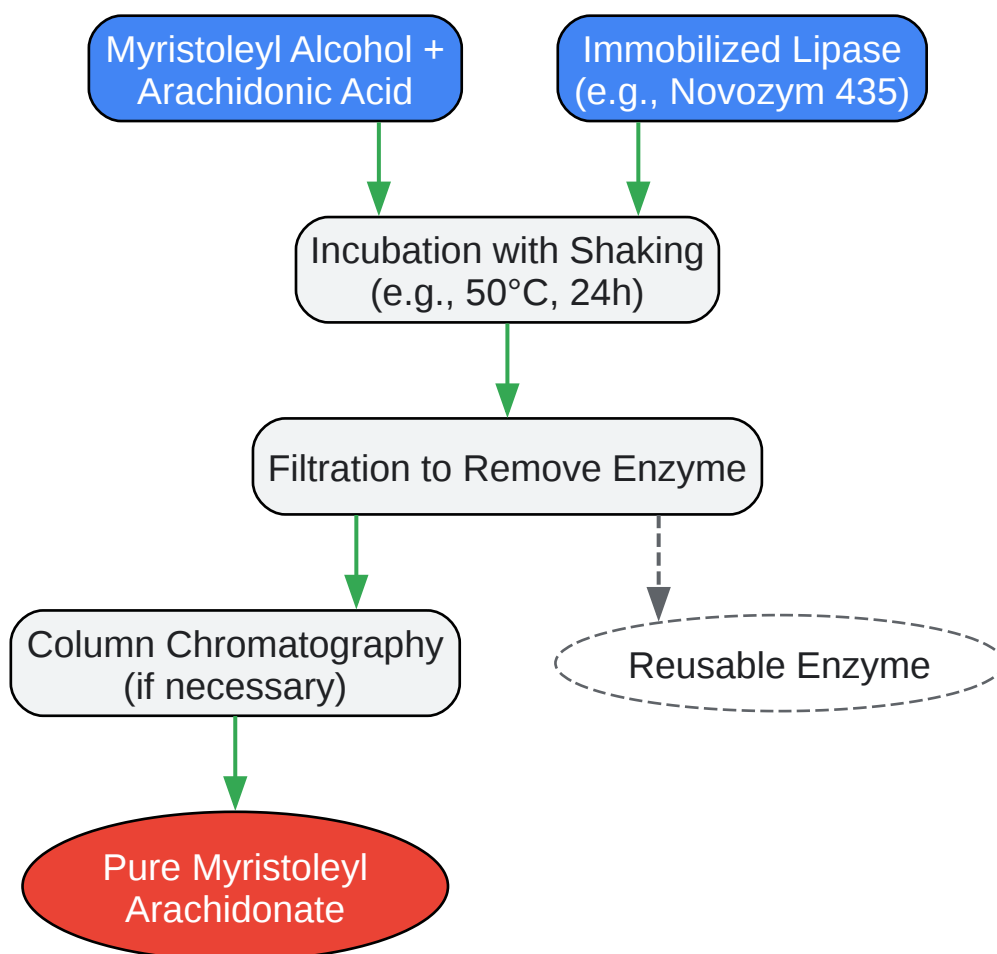 Myristoleyl Alcohol +
Arachidonic Acid
Immobilized Lipase
(e.g., Novozym 435)
Incubation with Shaking
(e.g., 50°C, 24h)
Filtration to Remove Enzyme
Column Chromatography
(if necessary)
Reusable Enzyme
Pure Myristoleyl
Arachidonate